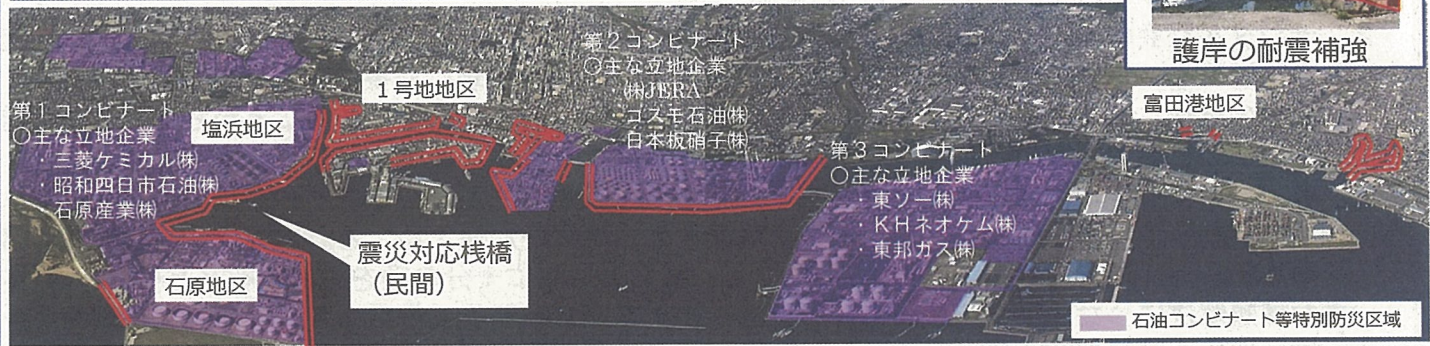 護岸の耐震補強
第1コンビナート
○主な立地企業
・三菱ケミカル㈱
・昭和四日市石油㈱
石原産業㈱
塩浜地区
1号地地区
第2コンビナート
○主な立地企業
㈱JERA
コスモ石油㈱
日本板硝子㈱
富田港地区
第3コンビナート
○主な立地企業
・東ソー㈱
・KHネオケム㈱
・東邦ガス㈱
震災対応桟橋
(民間)
石原地区
石油コンビナート等特別防災区域